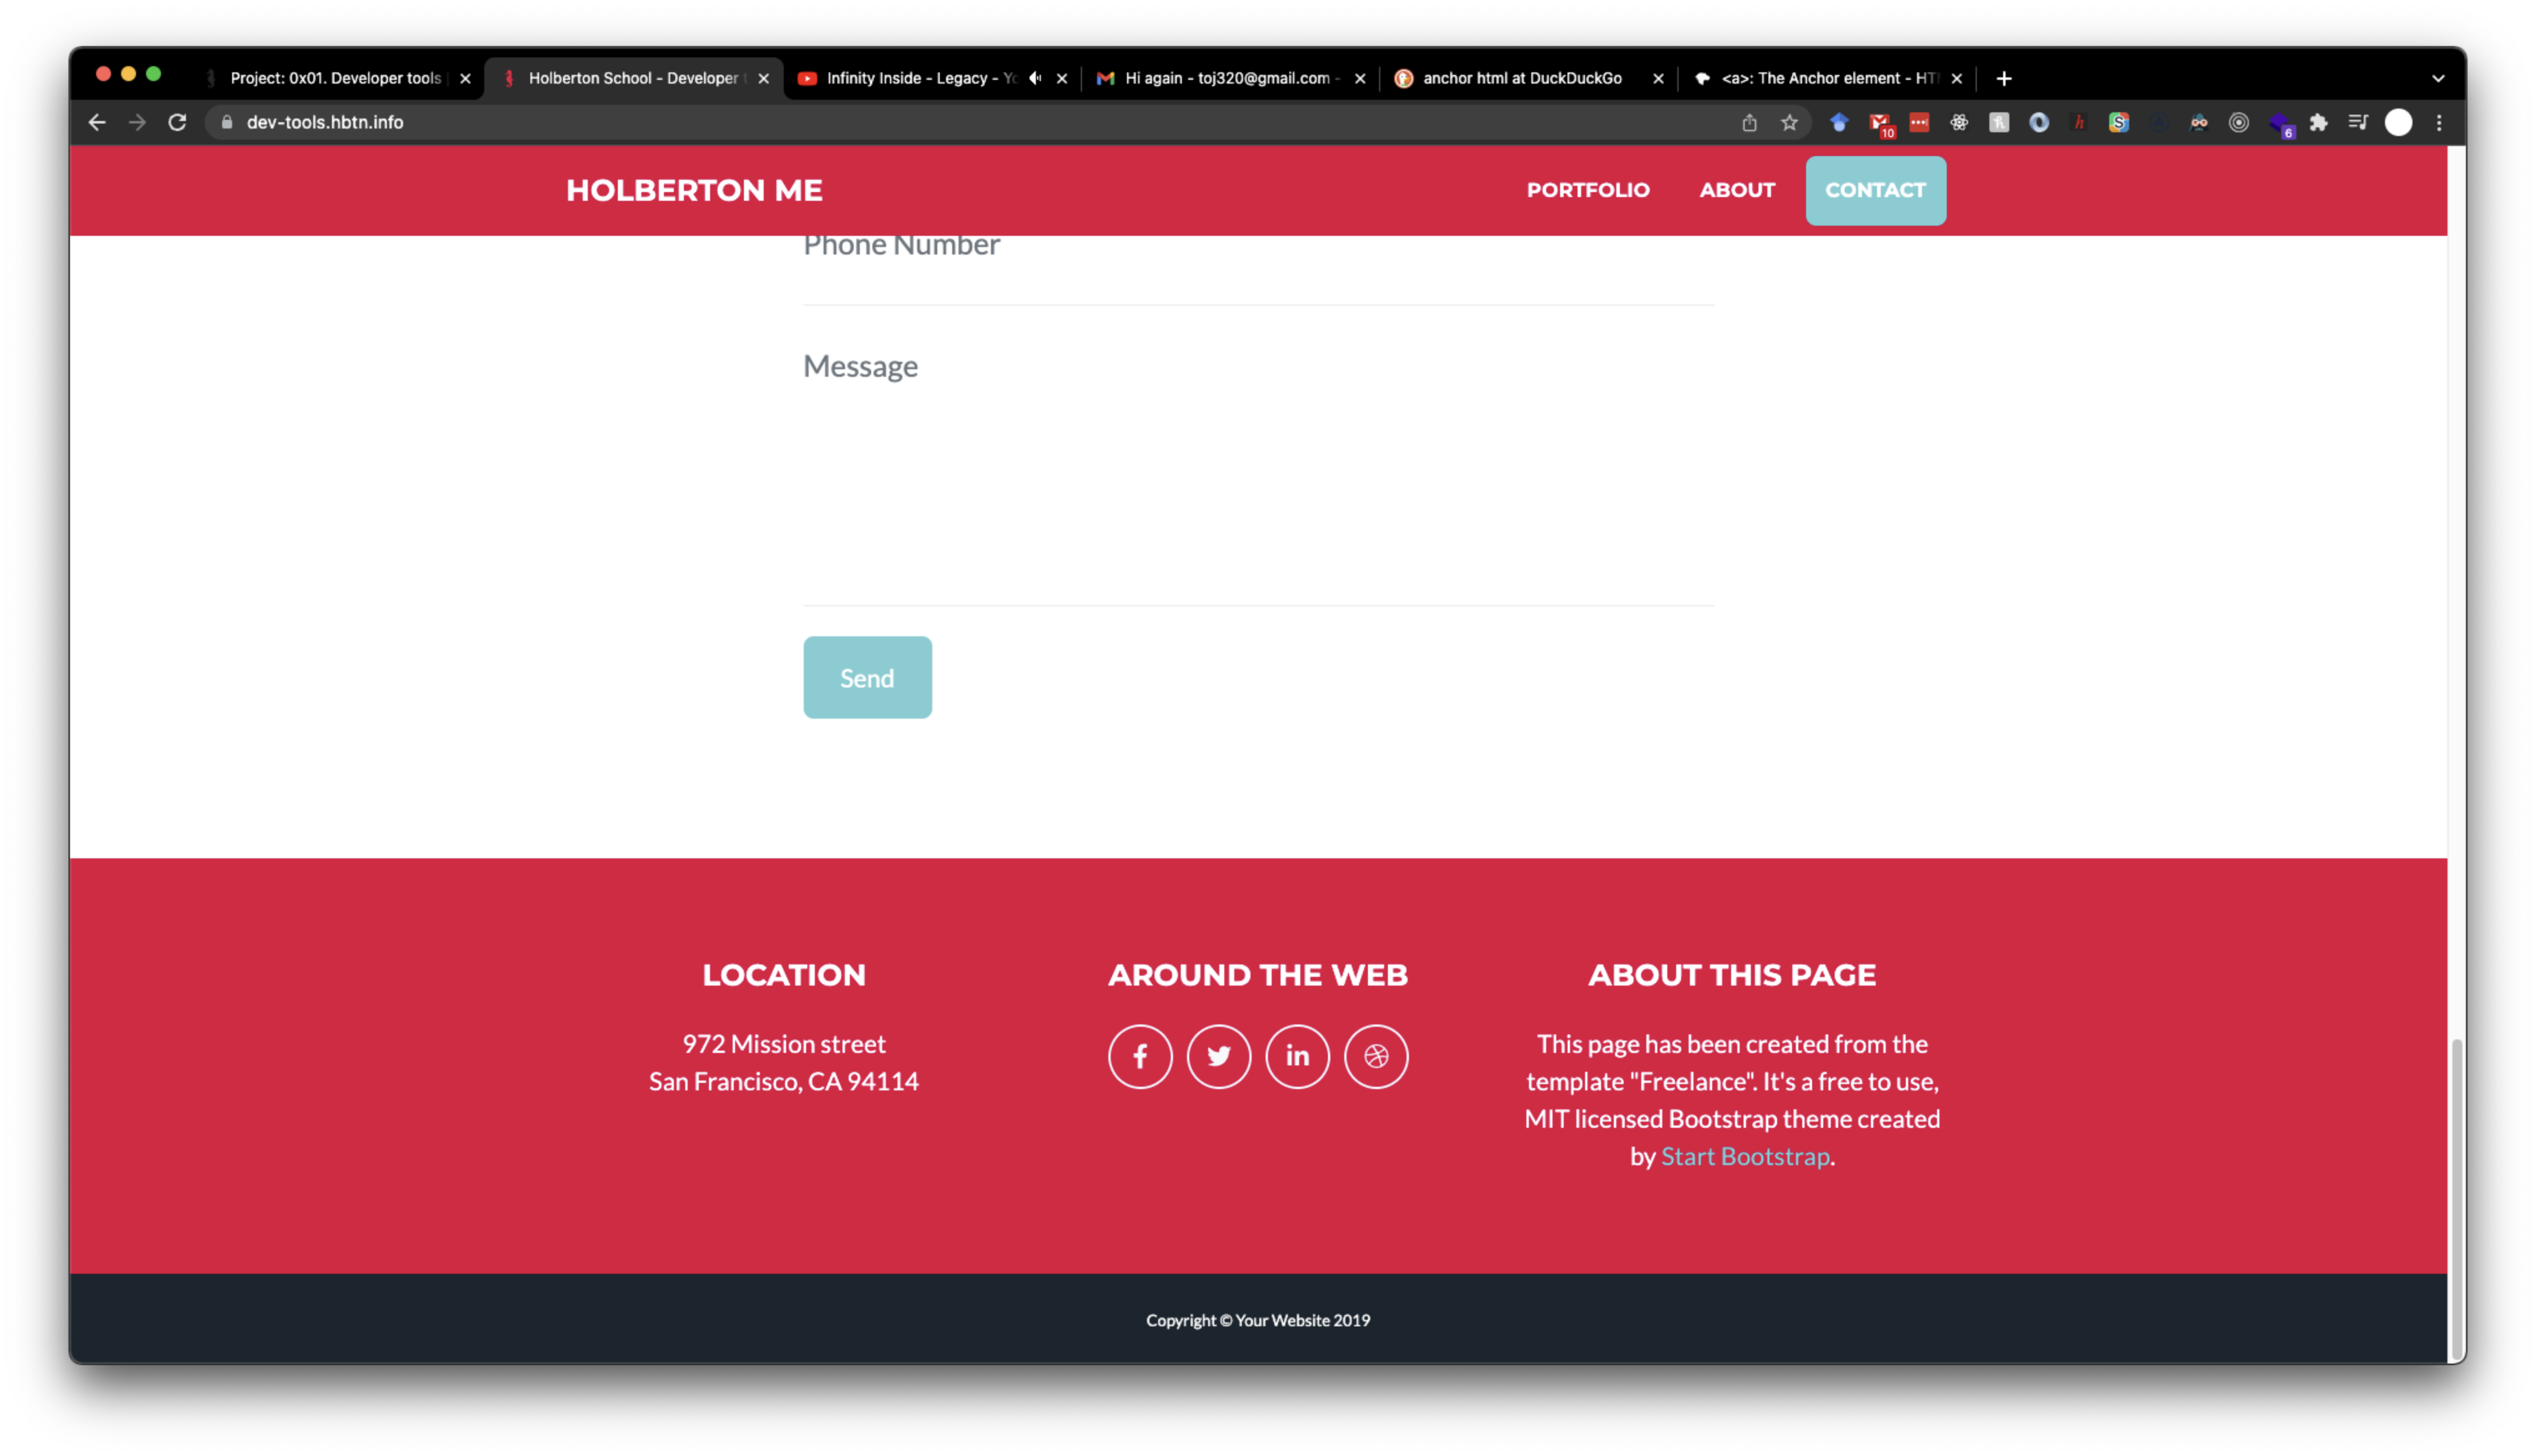 Project: 0x01. Developer tools
Holberton School - Developer
Infinity Inside - Legacy -
Hi again - toj320@gmail.com -
anchor html at DuckDuckGo
<a>: The Anchor element -
dev-tools.hbtn.info
10
6
HOLBERTON ME
PORTFOLIO
ABOUT
CONTACT
Phone Number
Message
Send
LOCATION
972 Mission street
San Francisco, CA 94114
AROUND THE WEB
ABOUT THIS PAGE
This page has been created from the
template "Freelance". It's a free to use,
MIT licensed Bootstrap theme created
by Start Bootstrap.
Copyright © Your Website 2019